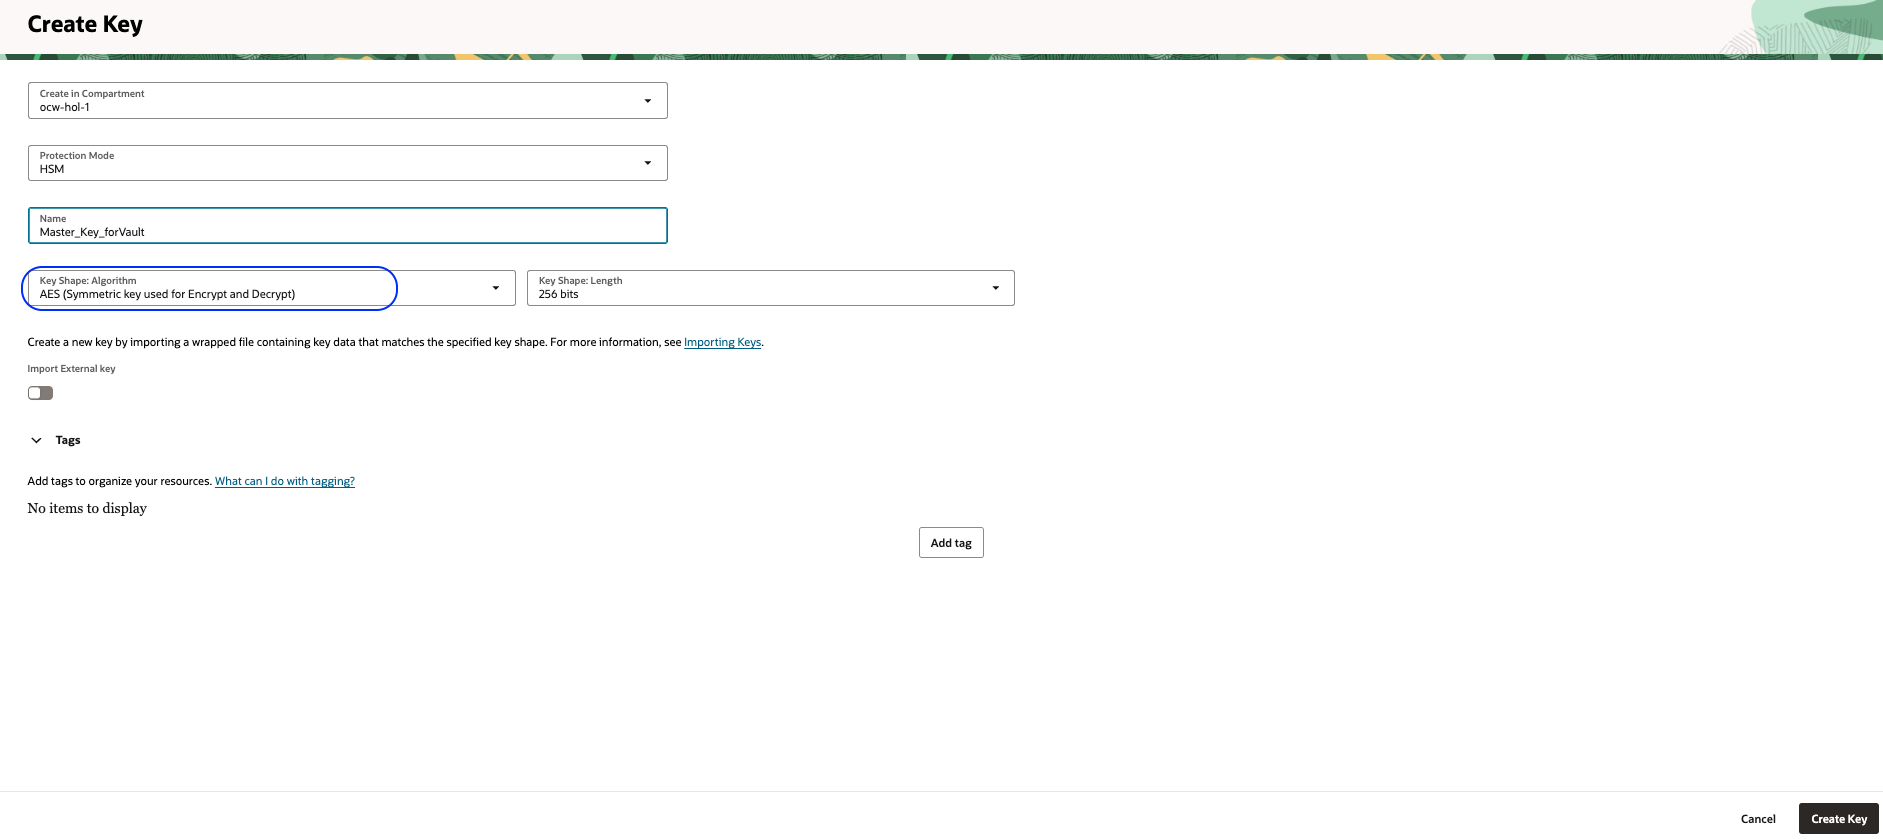 Create Key
Create in Compartment
ocw-hol-1
Protection Mode
HSM
Name
Master_Key_forVault
Key Shape: Algorithm
AES (Symmetric key used for Encrypt and Decrypt)
Key Shape: Length
256 bits
Create a new key by importing a wrapped file containing key data that matches the specified key shape. For more information, see Importing Keys.
Import External key
Tags
Add tags to organize your resources. What can I do with tagging?
No items to display
Add tag
Cancel
Create Key